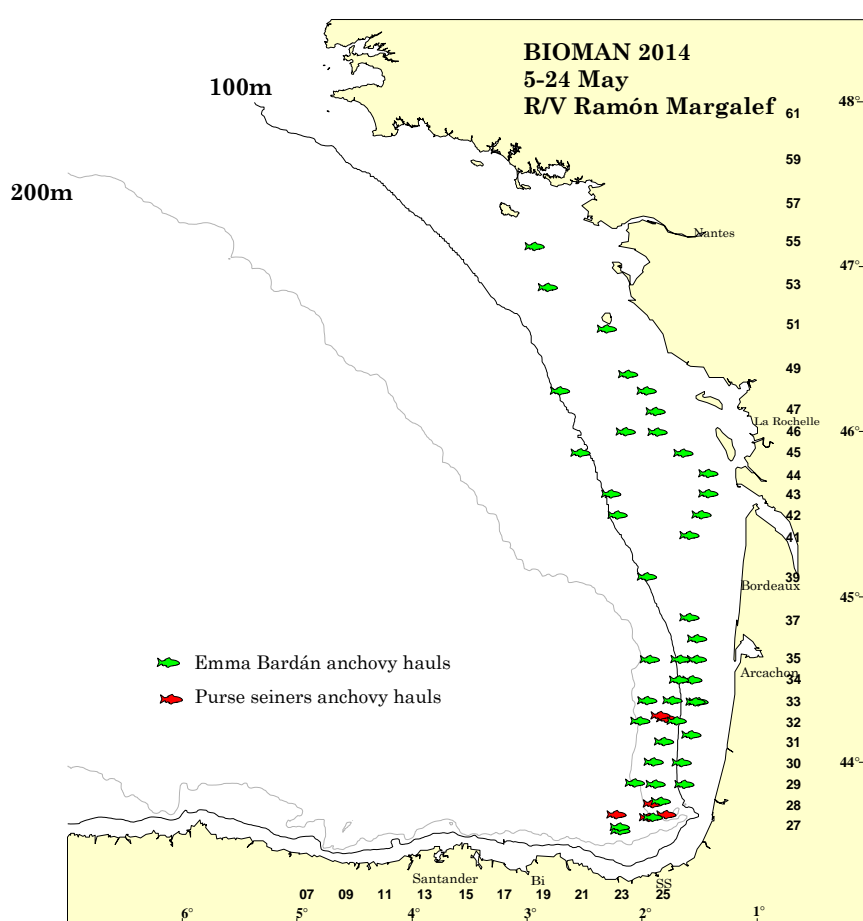 BIOMAN 2014
5-24 May
R/V Ramón Margalef
100m
48°
61
59
200m
57
Nantes
55
47°
53
51
49
47
La Rochelle
46
46°
45
44
43
42
41
39
Bordeaux
45°
37
35
Emma Bardán anchovy hauls
Arcachon
34
Purse seiners anchovy hauls
33
32
31
44°
30
29
28
27
Santander
Bi
SS
07 09 11 13 15 17 19 21 23 25
6° 5° 4° 3° 2° 1°